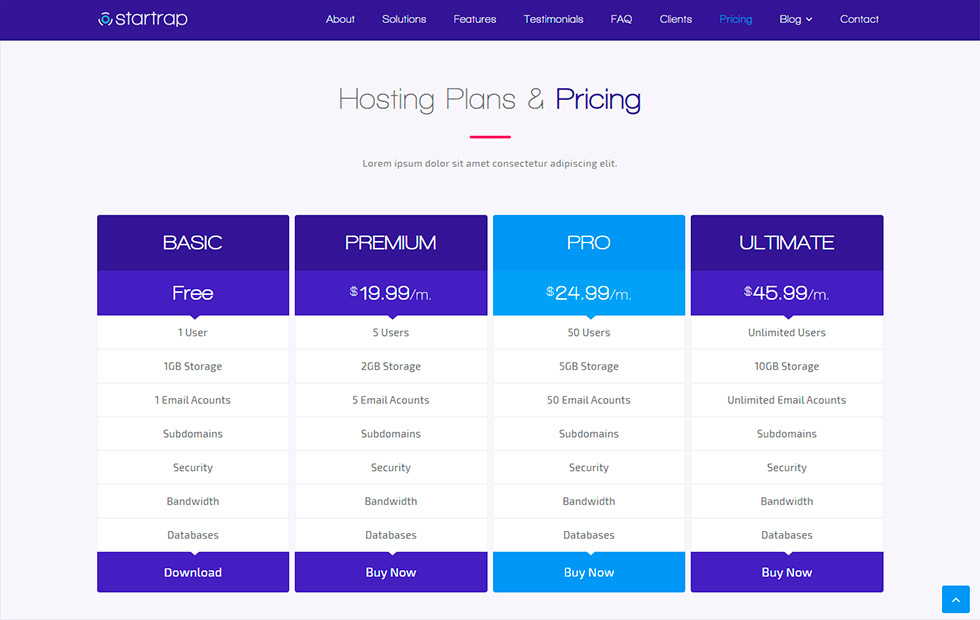 startrap
About Solutions Features Testimonials FAQ Clients Pricing Blog Contact
Hosting Plans & Pricing
Lorem ipsum dolor sit amet consectetur adipiscing elit.
BASIC PREMIUM PRO ULTIMATE
Free $19.99/m. $24.99/m. $45.99/m.
1 User 5 Users 50 Users Unlimited Users
1GB Storage 2GB Storage 5GB Storage 10GB Storage
1 Email Acounts 5 Email Acounts 50 Email Acounts Unlimited Email Acounts
Subdomains Subdomains Subdomains Subdomains
Security Security Security Security
Bandwidth Bandwidth Bandwidth Bandwidth
Databases Databases Databases Databases
Download Buy Now Buy Now Buy Now